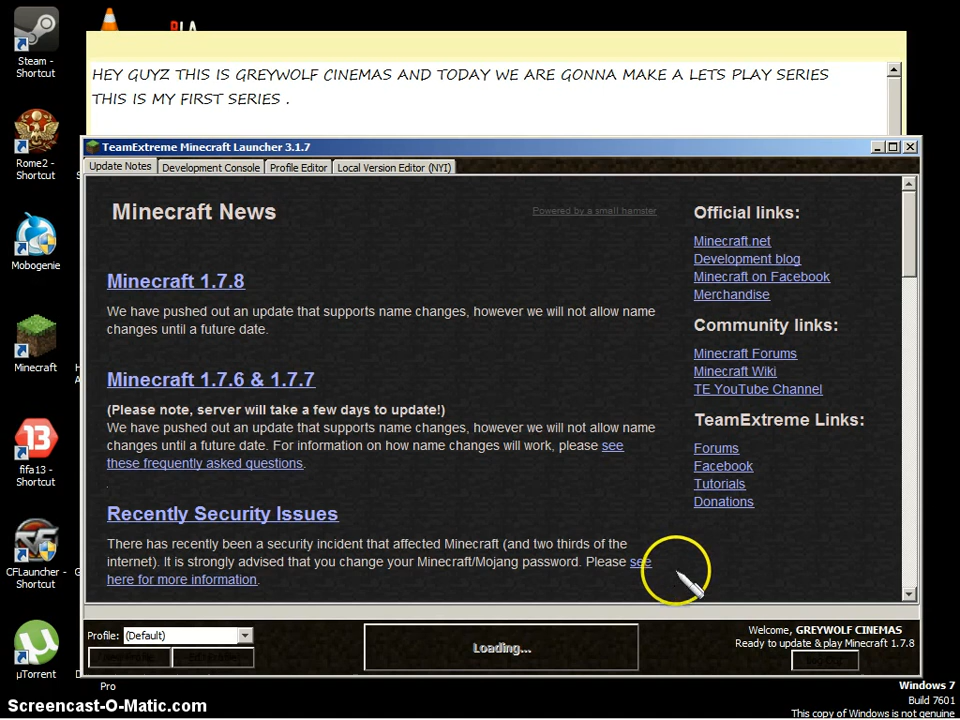 Steam -
Shortcut
Rome2 -
Shortcut
Mobogenie
Minecraft
fifa13 -
Shortcut
CFLauncher -
Shortcut
µTorrent
Pro
HEY GUYZ THIS IS GREYWOLF CINEMAS AND TODAY WE ARE GONNA MAKE A LETS PLAY SERIES
THIS IS MY FIRST SERIES .
TeamExtreme Minecraft Launcher 3.1.7
Update Notes Development Console Profile Editor Local Version Editor (NYI)
Minecraft News
Powered by a small hamster
Minecraft 1.7.8
We have pushed out an update that supports name changes, however we will not allow name
changes until a future date.
Minecraft 1.7.6 & 1.7.7
(Please note, server will take a few days to update!)
We have pushed out an update that supports name changes, however we will not allow name
changes until a future date. For information on how name changes will work, please see
these frequently asked questions.
Recently Security Issues
There has recently been a security incident that affected Minecraft (and two thirds of the
internet). It is strongly advised that you change your Minecraft/Mojang password. Please see
here for more information.
Official links:
Minecraft.net
Development blog
Minecraft on Facebook
Merchandise
Community links:
Minecraft Forums
Minecraft Wiki
TE YouTube Channel
TeamExtreme Links:
Forums
Facebook
Tutorials
Donations
Profile: (Default)
Loading...
Welcome, GREYWOLF CINEMAS
Ready to update & play Minecraft 1.7.8
Windows 7
Build 7601
This copy of Windows is not genuine
Screencast-O-Matic.com